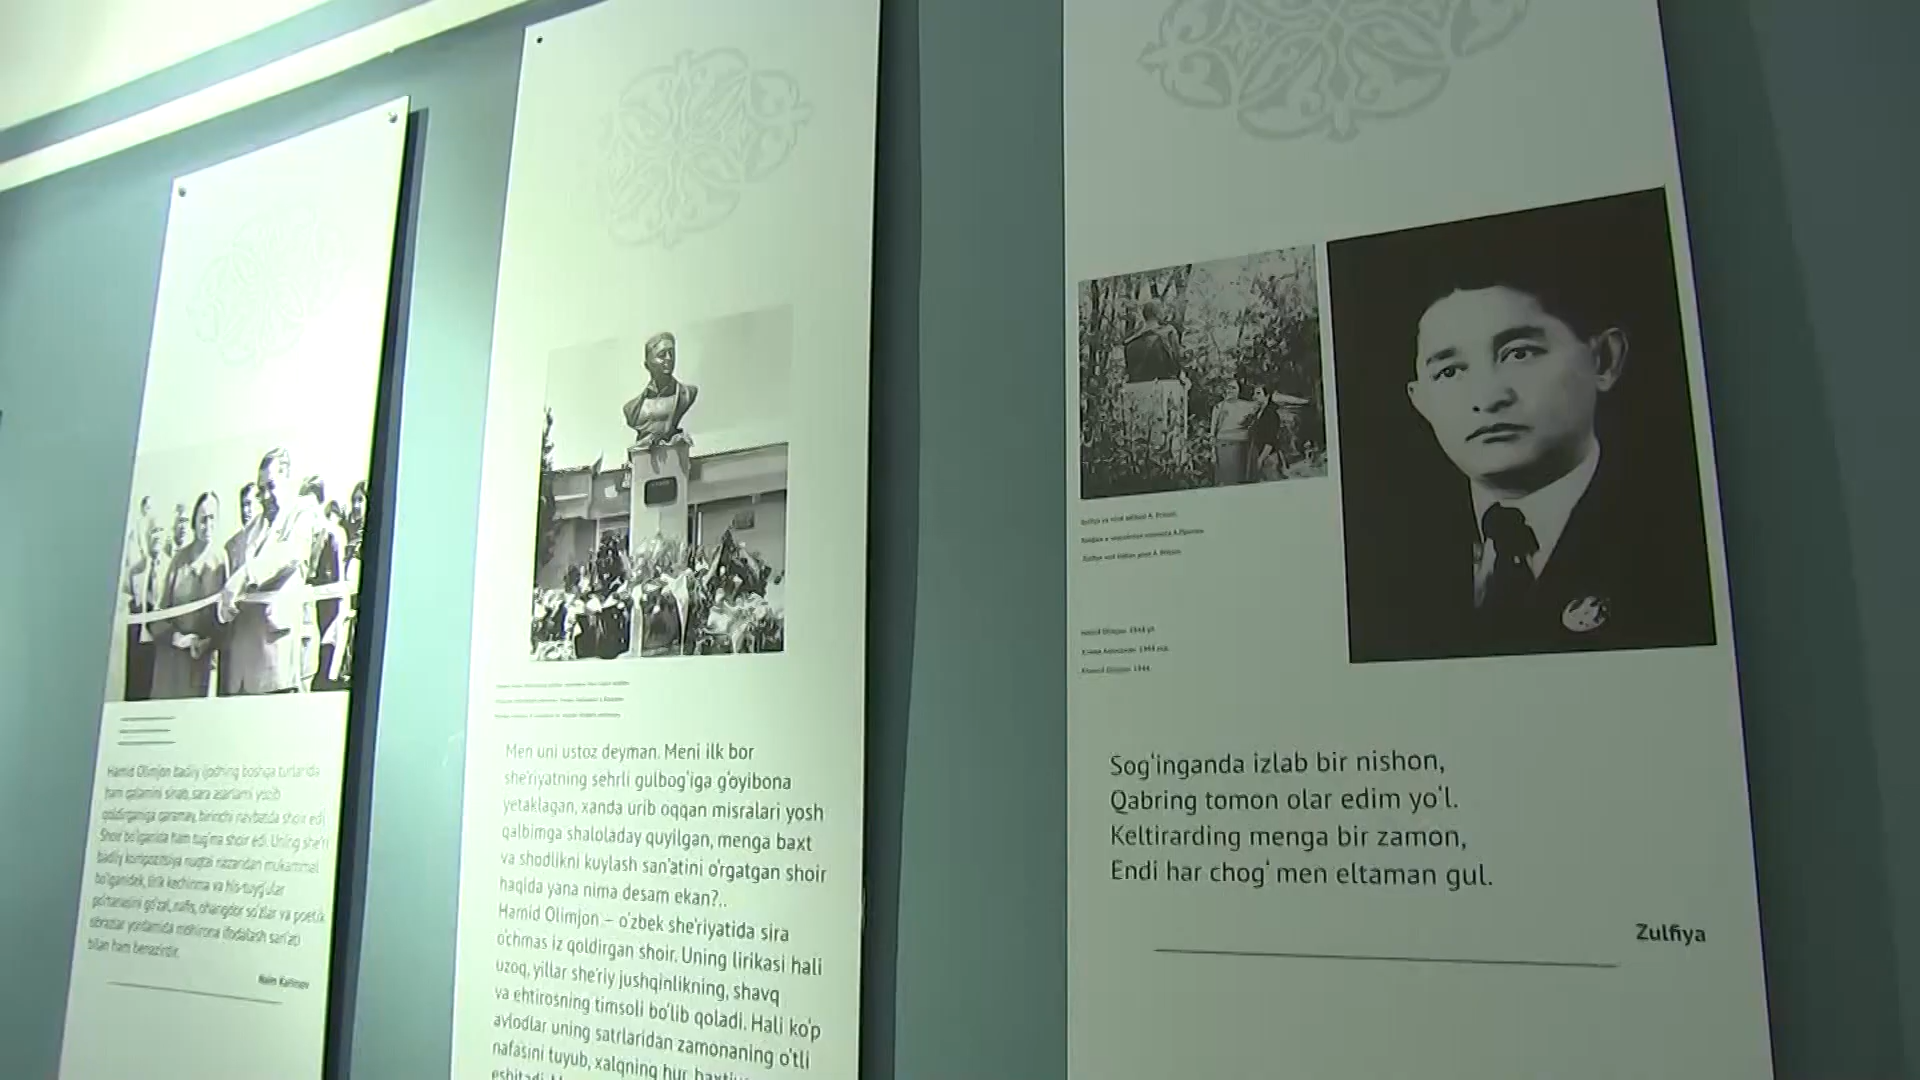 Hamid Olimjon badiiy ijodning boshqa turlarida
ham qalamini sinab, sara asarlarni yozib
qoldirganiga qaramay, birinchi navbatda shoir edi.
Shoir bo‘lganida ham tug‘ma shoir edi. Uning she’ri
badiiy kompozitsiya nuqtai nazaridan mukammal
bo‘lganidek, lirik kechinma va his-tuyg‘ular
go‘zal, nafis, ohangdor so‘zlar va poetik
obrazlar yordamida mohirona ifodalash san’ati
bilan ham benazirdir.
Naim Karimov
Men uni ustoz deyman. Meni ilk bor
she’riyatning sehrli gulbog‘iga g‘oyibona
yetaklagan, xanda urib oqqan misralari yosh
qalbimga shaloladay quyilgan, menga baxt
va shodlikni kuylash san’atini o‘rgatgan shoir
haqida yana nima desam ekan?..
Hamid Olimjon – o‘zbek she’riyatida sira
o‘chmas iz qoldirgan shoir. Uning lirikasi hali
uzoq, yillar she’riy jushqinlikning, shavq
va ehtirosning timsoli bo‘lib qoladi. Hali ko‘p
avlodlar uning satrlaridan zamonaning o‘tli
nafasini tuyub, xalqning hur
Hamid Olimjon. 1944 yil.
Sog‘inganda izlab bir nishon,
Qabring tomon olar edim yo‘l.
Keltirarding menga bir zamon,
Endi har chog‘ men eltaman gul.
Zulfiya